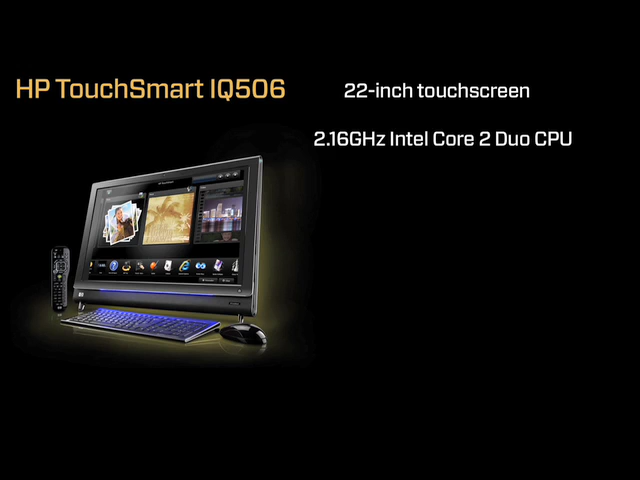 HP TouchSmart IQ506
22-inch touchscreen
2.16GHz Intel Core 2 Duo CPU